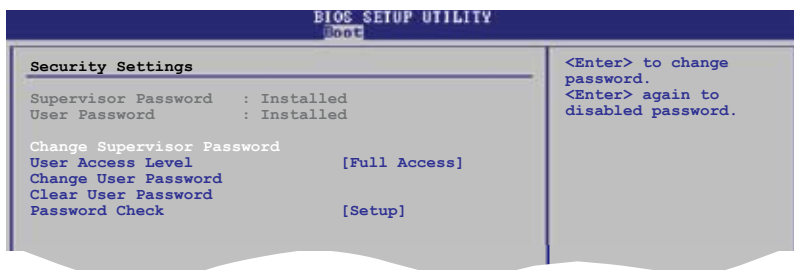 BIOS SETUP UTILITY
Boot
Security Settings
Supervisor Password : Installed
User Password : Installed
Change Supervisor Password
User Access Level [Full Access]
Change User Password
Clear User Password
Password Check [Setup]
<Enter> to change
password.
<Enter> again to
disabled password.